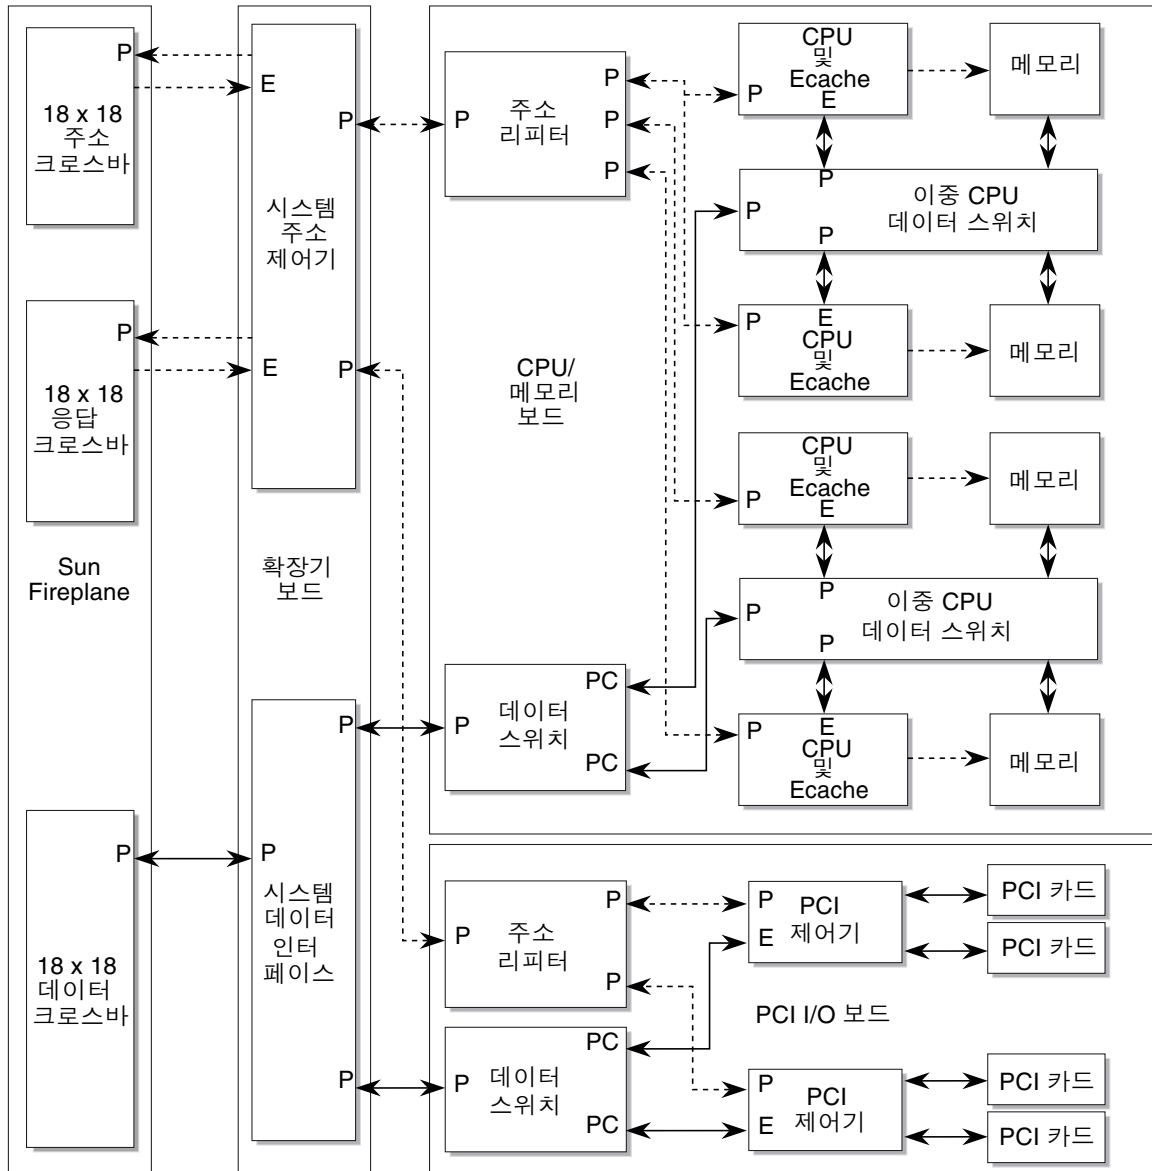 P
18 x 18
주소
크로스바
P
18 x 18
응답
크로스바
Sun
Fireplane
P
18 x 18
데이터
크로스바
E
P
시스템
주소
제어기
E
P
확장기
보드
P
P
시스템
데이터
인터
페이스
P
P
주소
리피터
P
P
P
CPU/
메모리
보드
PC
P
데이터
스위치
PC
CPU
및
Ecache
P
E
메모리
P
P
이중 CPU
데이터 스위치
P
P
E
CPU
및
Ecache
메모리
CPU
및
Ecache
P
E
메모리
P
P
이중 CPU
데이터 스위치
P
P
E
CPU
및
Ecache
메모리
P
P
주소
리피터
P
PC
P
데이터
스위치
PC
P
E
PCI
제어기
PCI 카드
PCI 카드
PCI I/O 보드
P
E
PCI
제어기
PCI 카드
PCI 카드